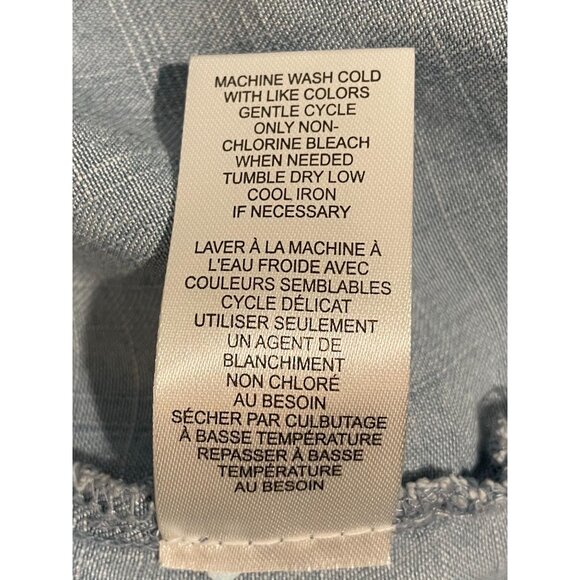 MACHINE WASH COLD
WITH LIKE COLORS
GENTLE CYCLE
ONLY NON-
CHLORINE BLEACH
WHEN NEEDED
TUMBLE DRY LOW
COOL IRON
IF NECESSARY
LAVER À LA MACHINE À
L'EAU FROIDE AVEC
COULEURS SEMBLABLES
CYCLE DÉLICAT
UTILISER SEULEMENT
UN AGENT DE
BLANCHIMENT
NON CHLORÉ
AU BESOIN
SÉCHER PAR CULBUTAGE
À BASSE TEMPÉRATURE
REPASSER À BASSE
TEMPÉRATURE
AU BESOIN